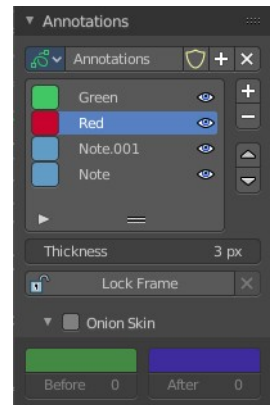 Annotations
Annotations
Green
Red
Note.001
Note
Thickness 3 px
Lock Frame
Onion Skin
Before 0 After 0